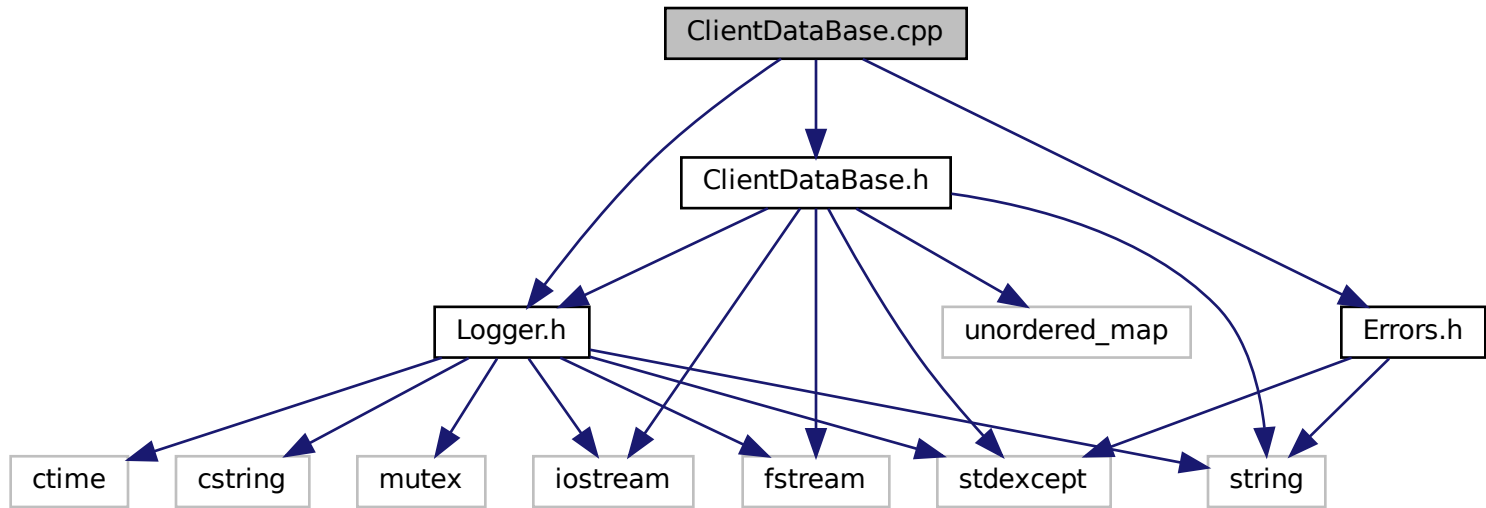 ClientDataBase.cpp
ClientDataBase.h
Logger.h
unordered_map
Errors.h
ctime
cstring
mutex
iostream
fstream
stdexcept
string